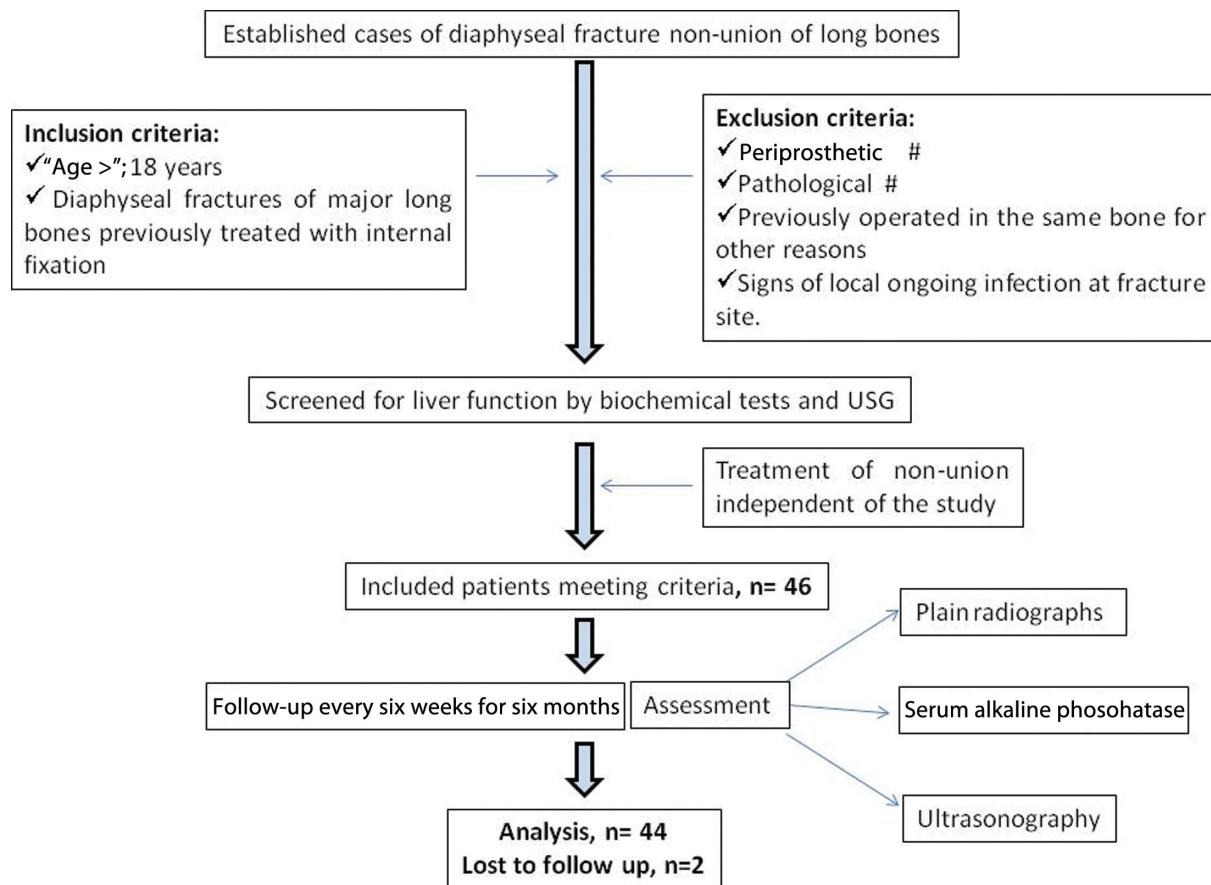 Established cases of diaphyseal fracture non-union of long bones
Inclusion criteria:
✓"Age >"; 18 years
✓ Diaphyseal fractures of major long
bones previously treated with internal
fixation
Exclusion criteria:
✓Periprosthetic #
✓Pathological #
✓Previously operated in the same bone for
other reasons
✓Signs of local ongoing infection at fracture
site.
Screened for liver function by biochemical tests and USG
Treatment of non-union
independent of the study
Included patients meeting criteria, n= 46
Follow-up every six weeks for six months
Assessment
Plain radiographs
Serum alkaline phosohatase
Ultrasonography
Analysis, n= 44
Lost to follow up, n=2